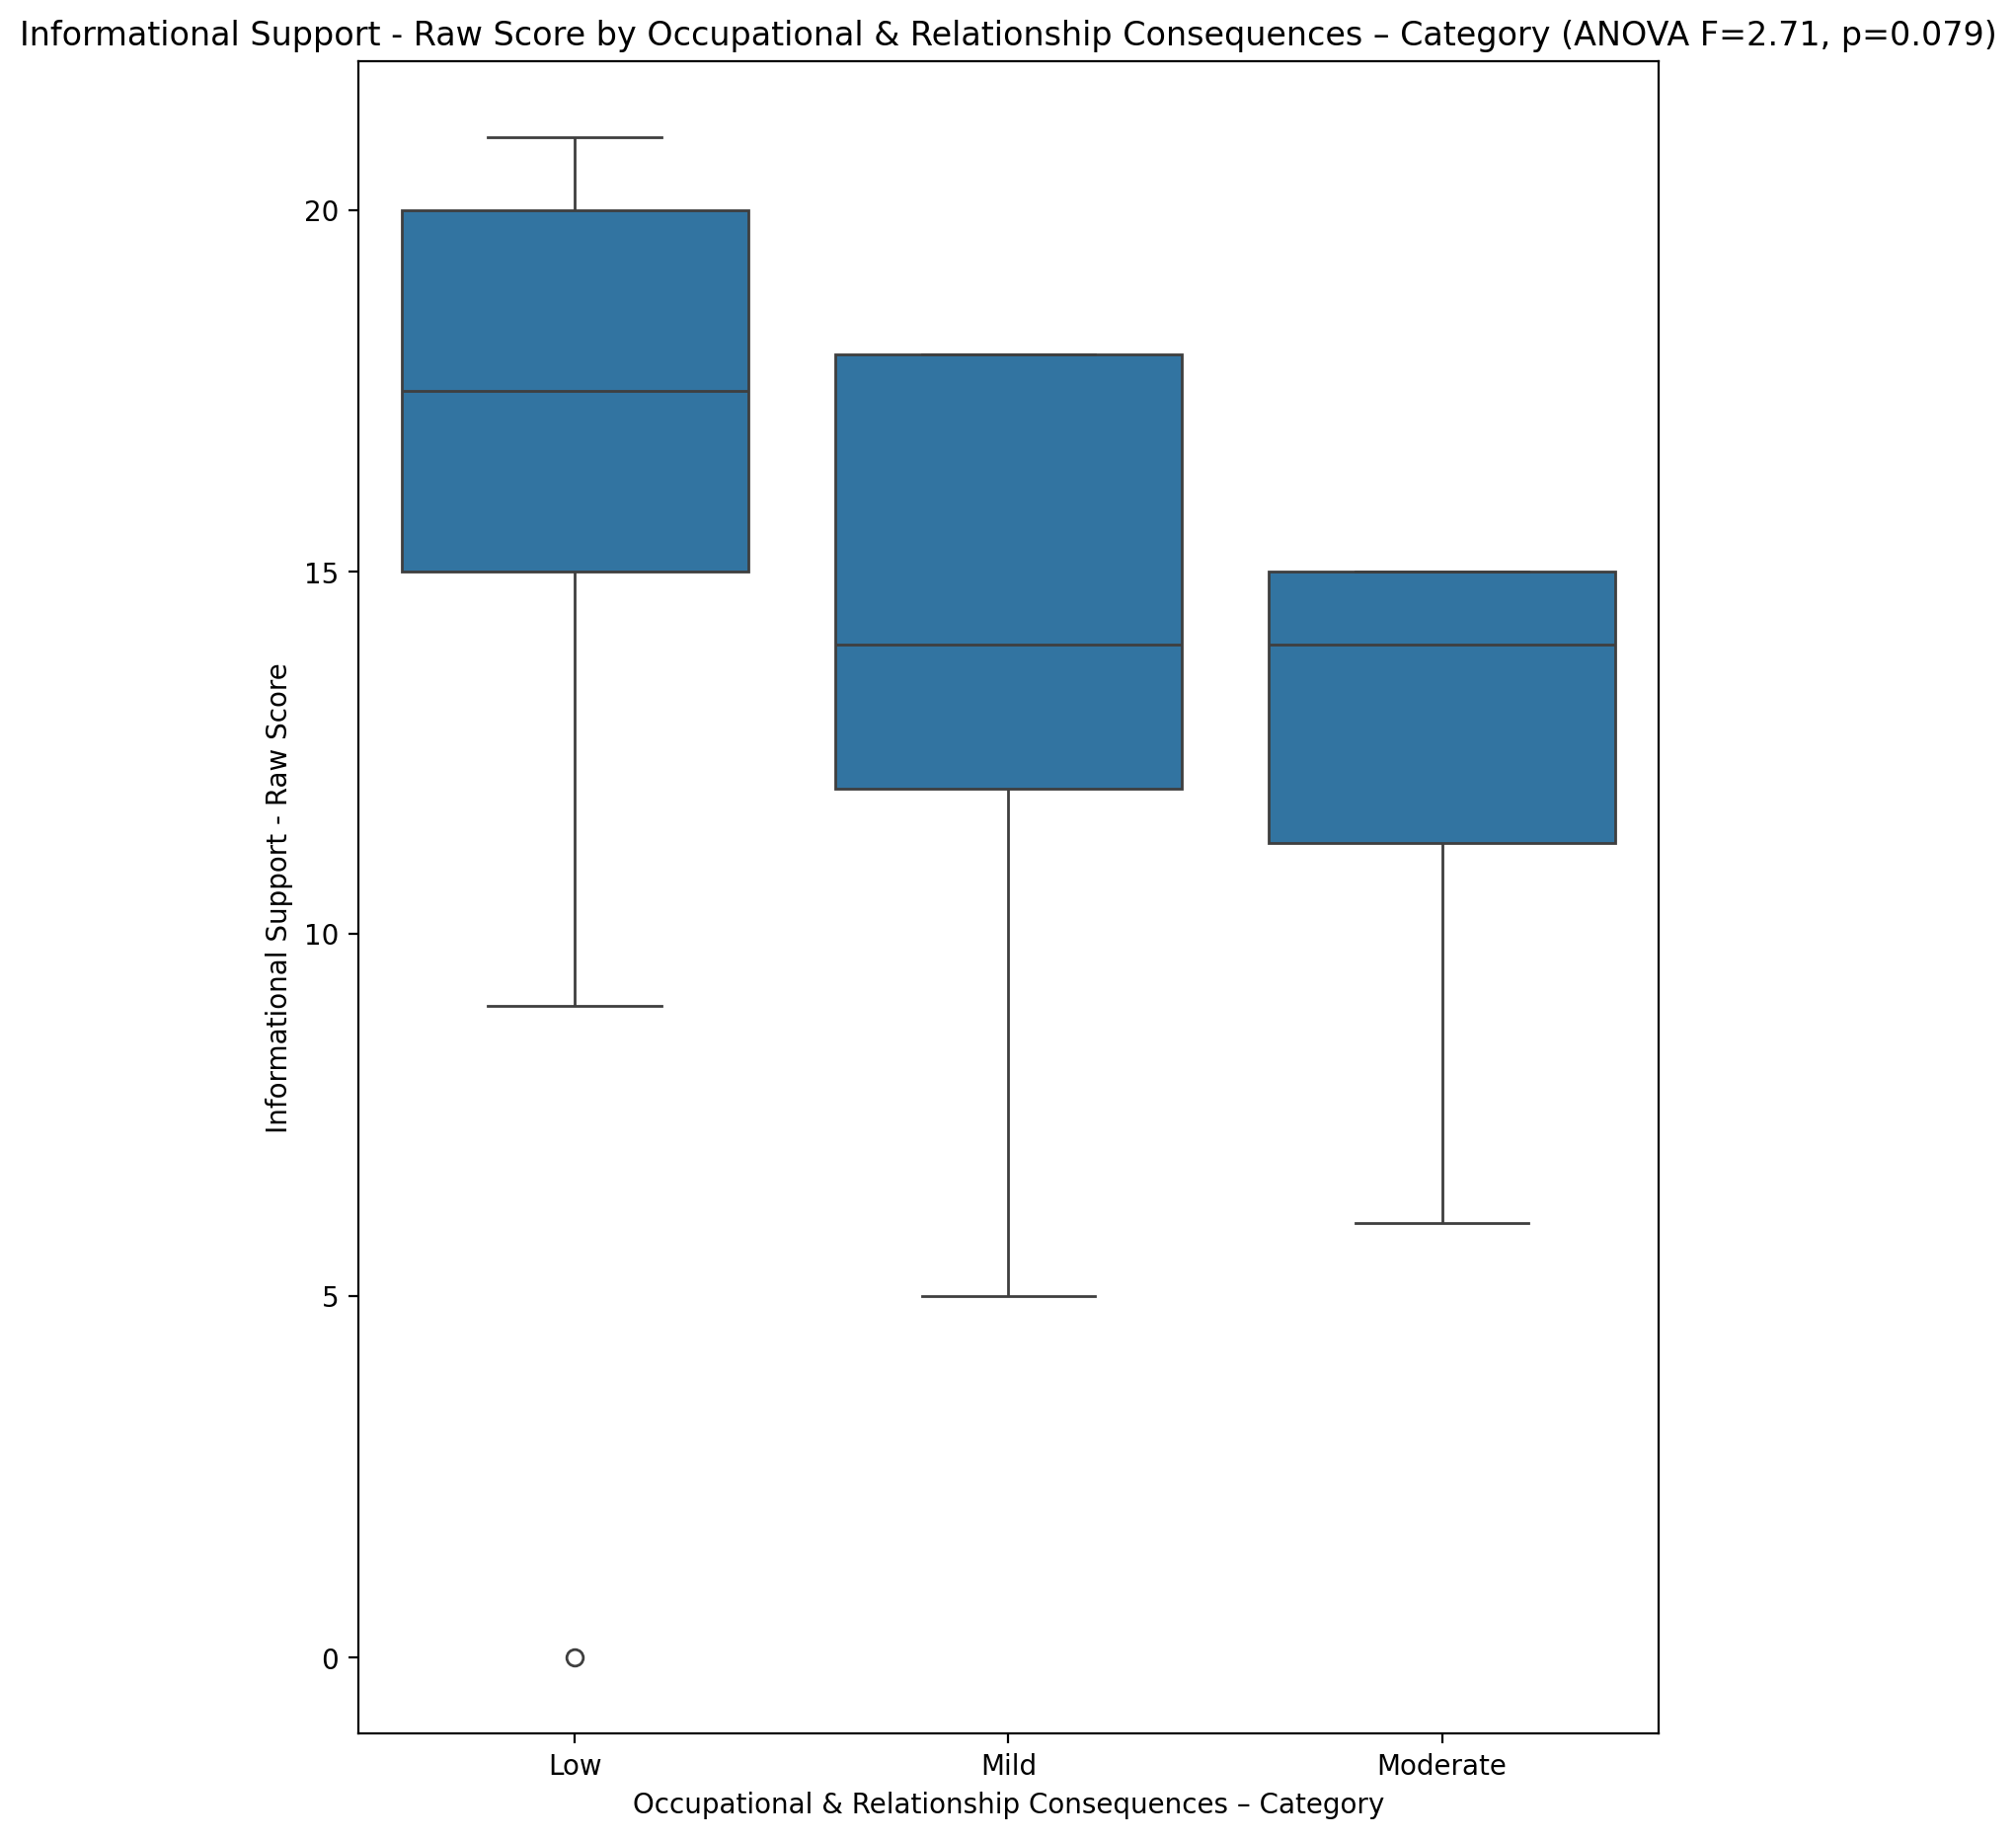 Informational Support - Raw Score by Occupational & Relationship Consequences – Category (ANOVA F=2.71, p=0.079)
Informational Support - Raw Score
20
15
10
5
0
Low Mild Moderate
Occupational & Relationship Consequences – Category